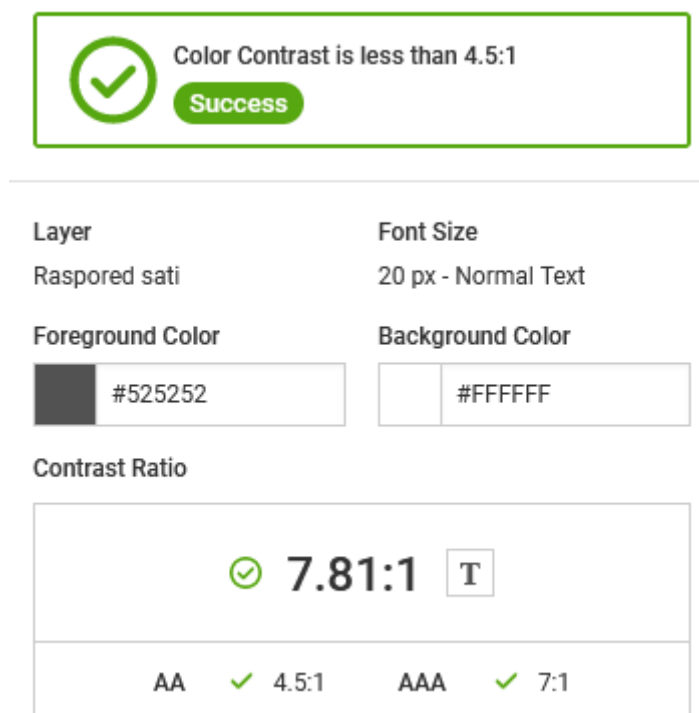 Color Contrast is less than 4.5:1
Success
Layer Font Size
Raspored sati 20 px - Normal Text
Foreground Color Background Color
#525252 #FFFFFF
Contrast Ratio
7.81:1 T
AA 4.5:1 AAA 7:1